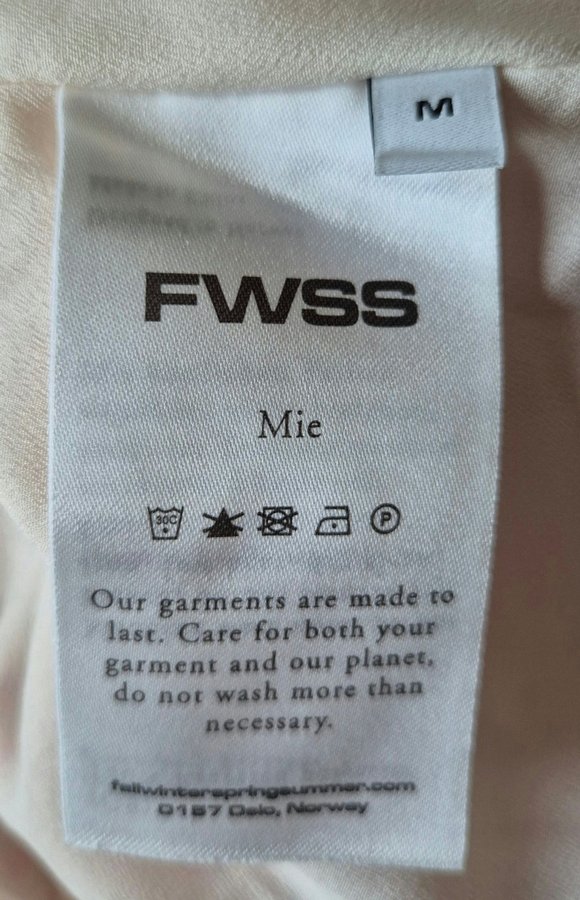 M
FWSS
Mie
30C
P
Our garments are made to
last. Care for both your
garment and our planet,
do not wash more than
necessary.
fallwinterspringsummer.com
0157 Oslo, Norway